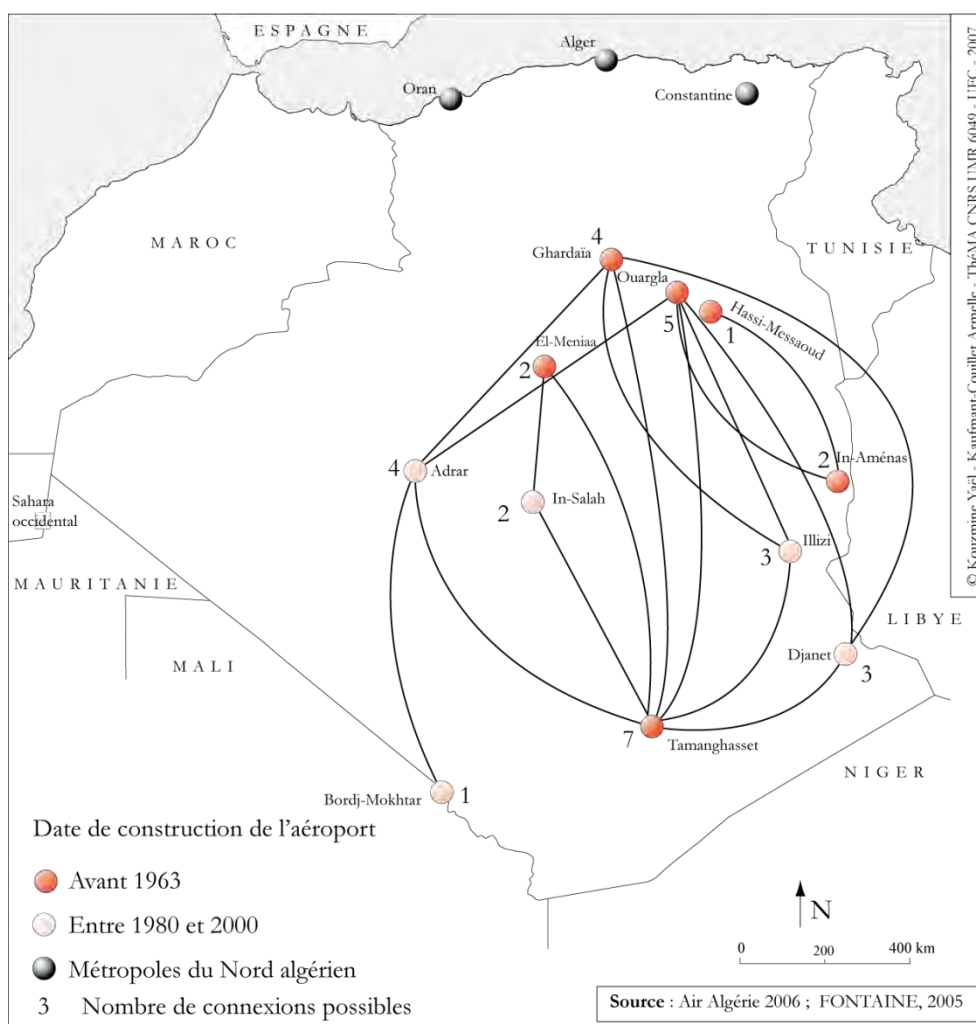 ESPAGNE
Alger
Oran
Constantine
MAROC
TUNISIE
4
Ghardaïa
Ouargla
5
Hassi-Messaoud
1
El-Meniaa
2
4
Adrar
2
In-Aménas
Sahara
occidental
2
In-Salah
3
Illizi
MAURITANIE
LIBYE
MALI
Djanet
3
7
Tamanghasset
NIGER
Bordj-Mokhtar
1
Date de construction de l'aéroport
Avant 1963
Entre 1980 et 2000
Métropoles du Nord algérien
3 Nombre de connexions possibles
N
0 200 400 km
Source : Air Algérie 2006 ; FONTAINE, 2005
© Kouzmine Yaël - Kaufmant-Gouillet Armelle - ThéMA CNRS UMR 6049 - UFC - 2007